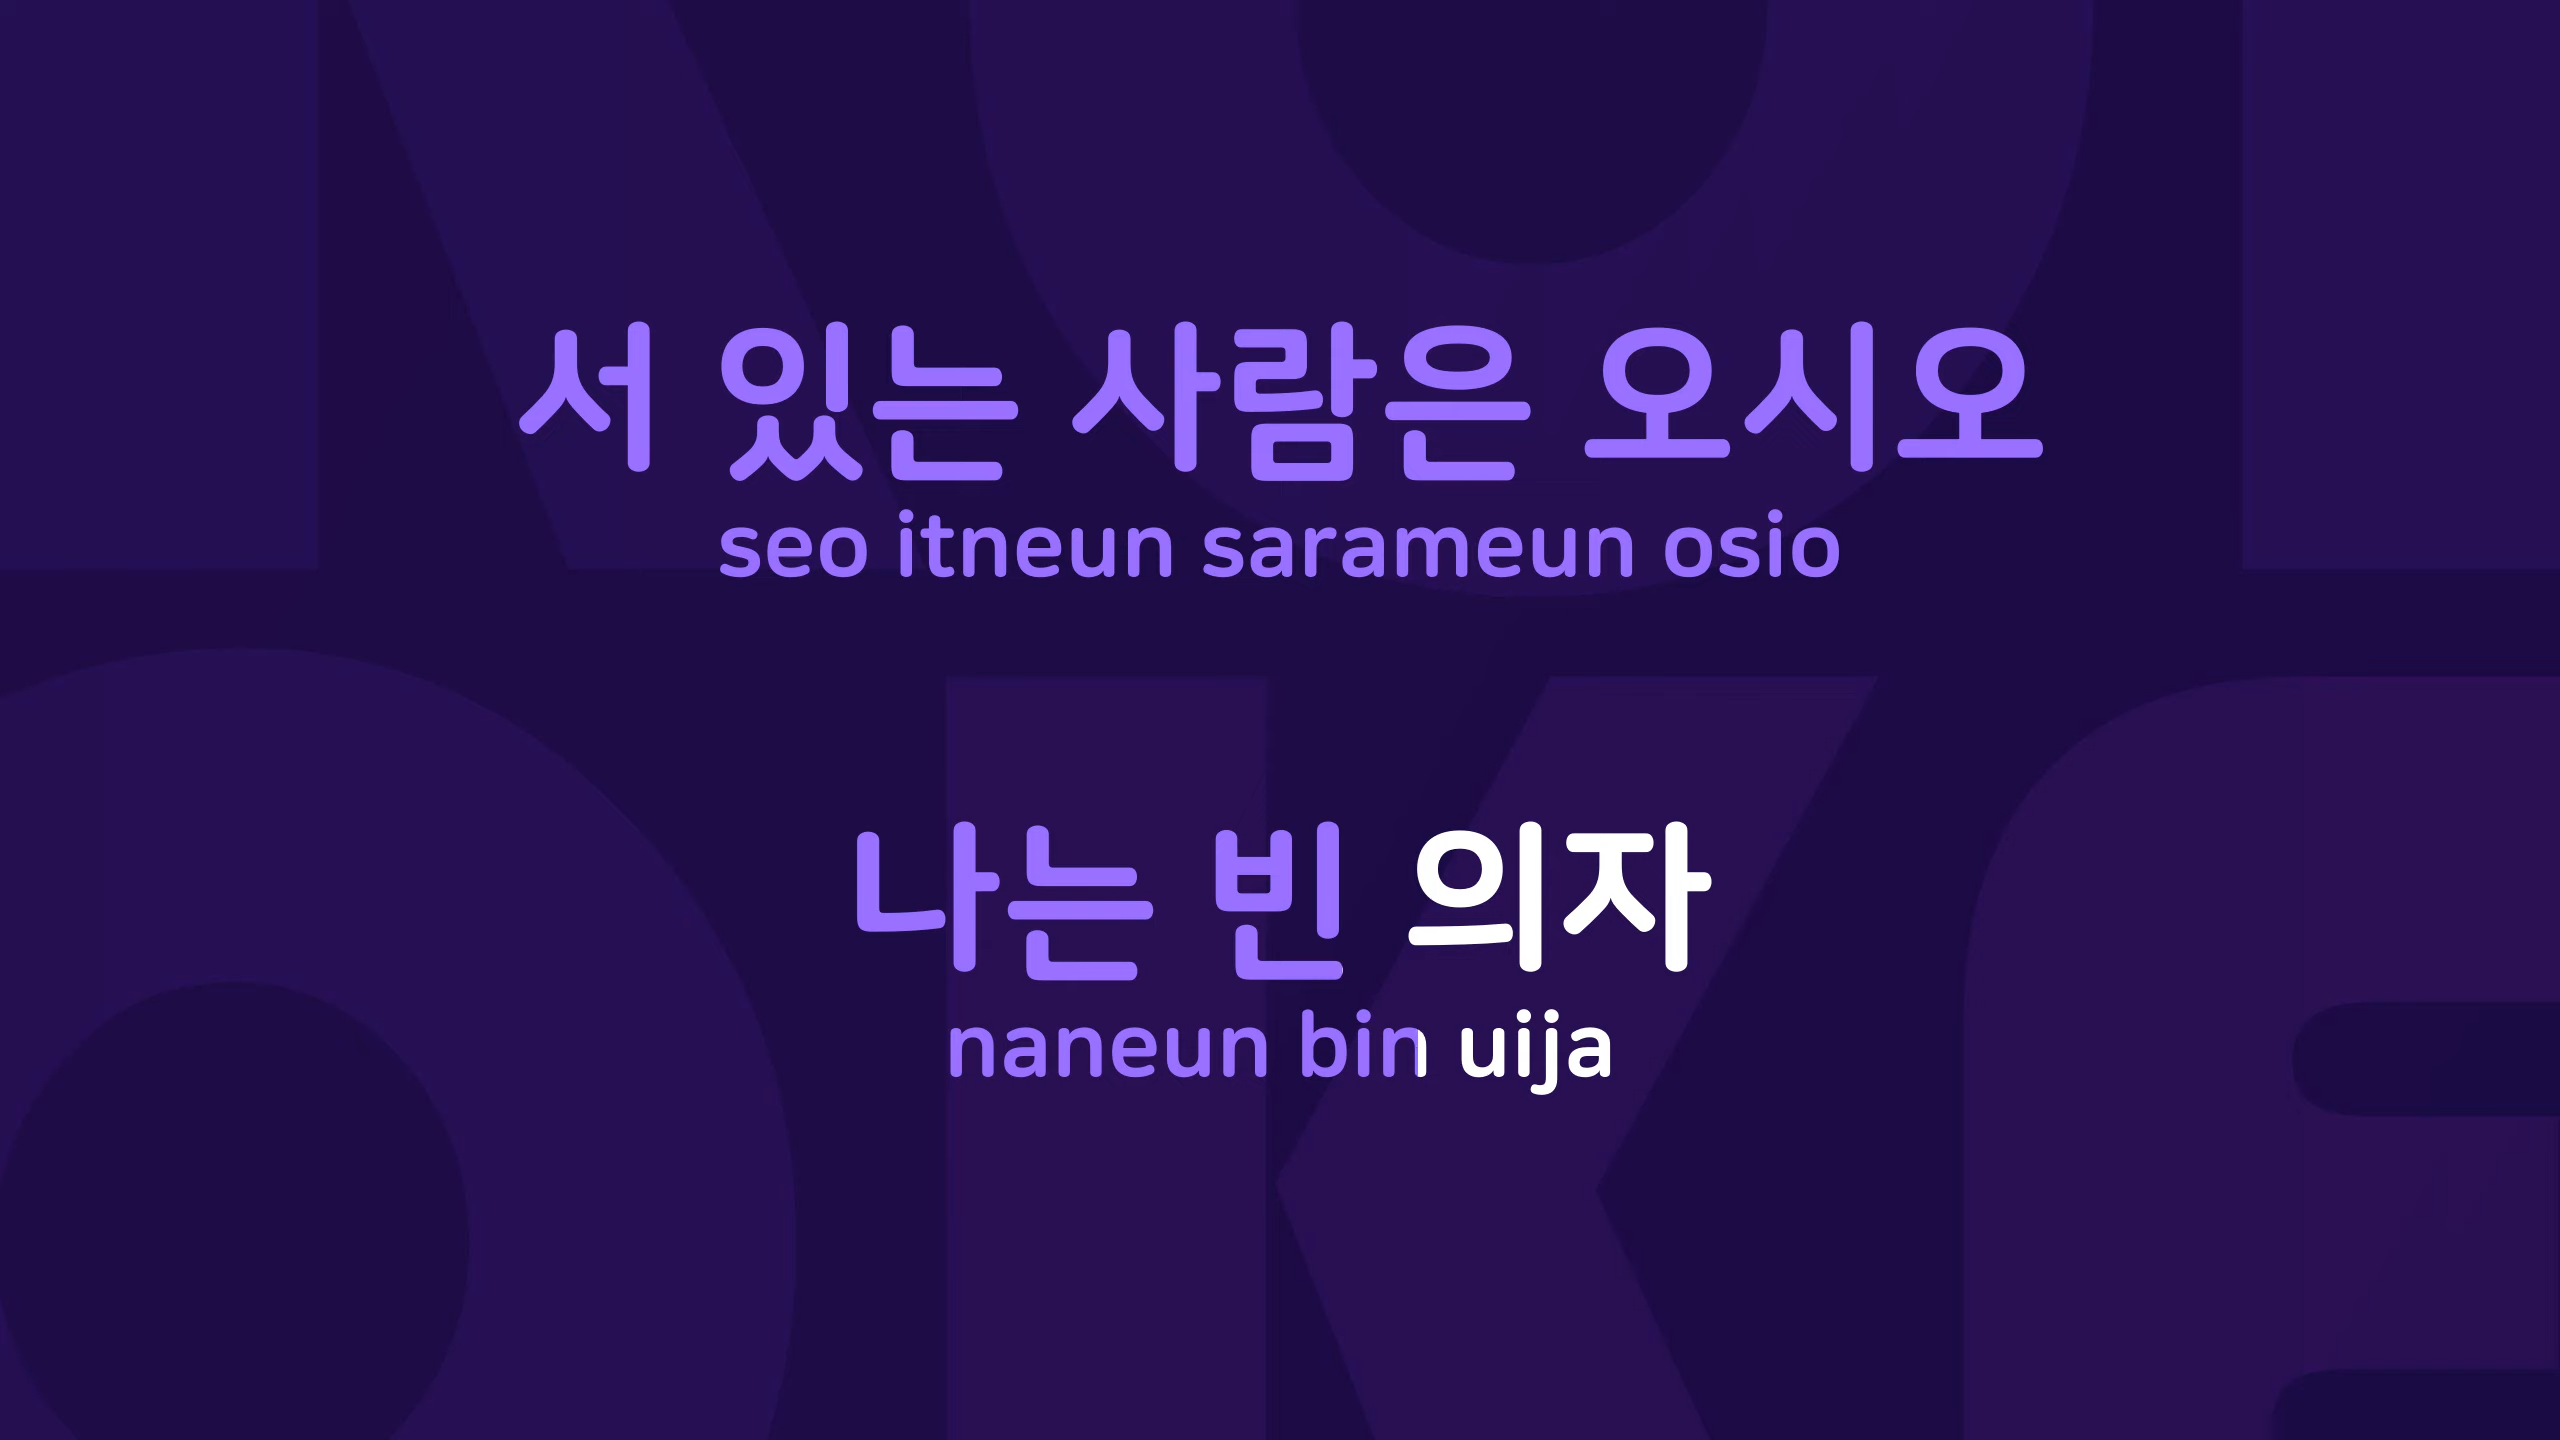 서 있는 사람은 오시오
seo itneun sarameun osio
나는 빈 의자
naneun bin uija